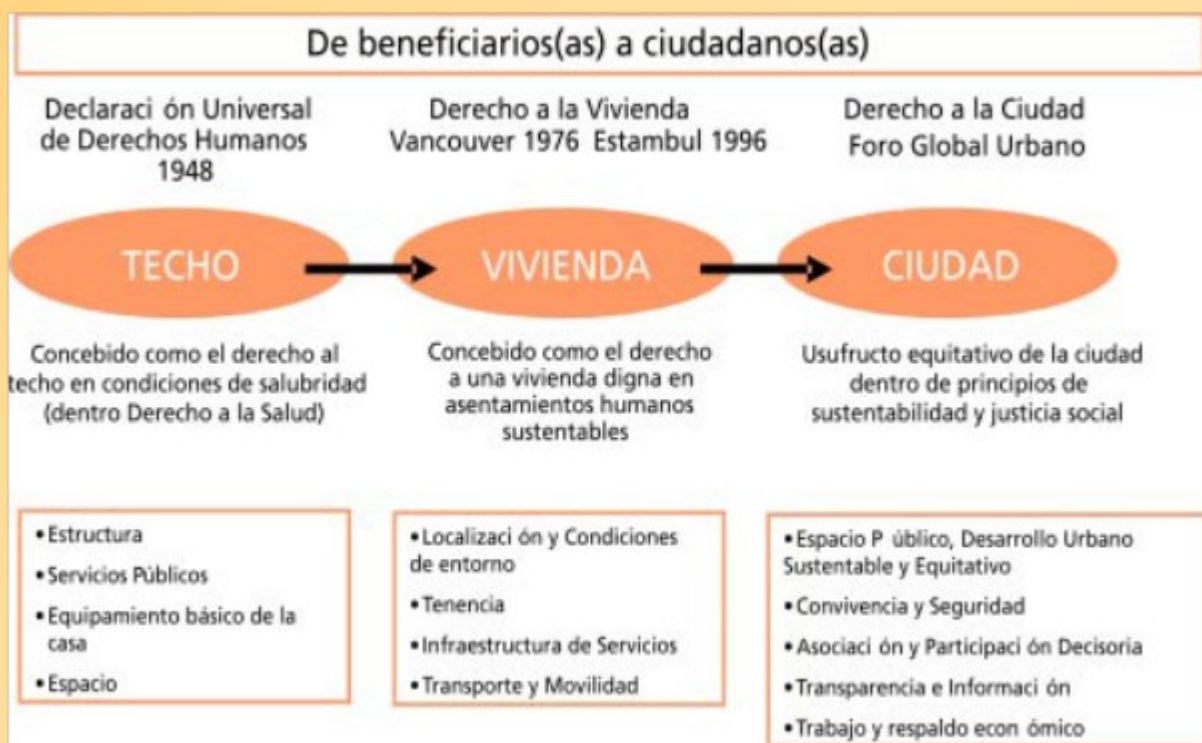 De beneficiarios(as) a ciudadanos(as)
Declaraci ón Universal
de Derechos Humanos
1948
Derecho a la Vivienda
Vancouver 1976 Estambul 1996
Derecho a la Ciudad
Foro Global Urbano
TECHO
VIVIENDA
CIUDAD
Concebido como el derecho al
techo en condiciones de salubridad
(dentro Derecho a la Salud)
Concebido como el derecho
a una vivienda digna en
asentamientos humanos
sustentables
Usufructo equitativo de la ciudad
dentro de principios de
sustentabilidad y justicia social
•Estructura
•Servicios Públicos
•Equipamiento básico de la
casa
•Espacio
•Localizaci ón y Condiciones
de entorno
•Tenencia
•Infraestructura de Servicios
•Transporte y Movilidad
•Espacio P úblico, Desarrollo Urbano
Sustentable y Equitativo
•Convivencia y Seguridad
•Asociaci ón y Participaci ón Decisoria
•Transparencia e Informaci ón
•Trabajo y respaldo econ ómico